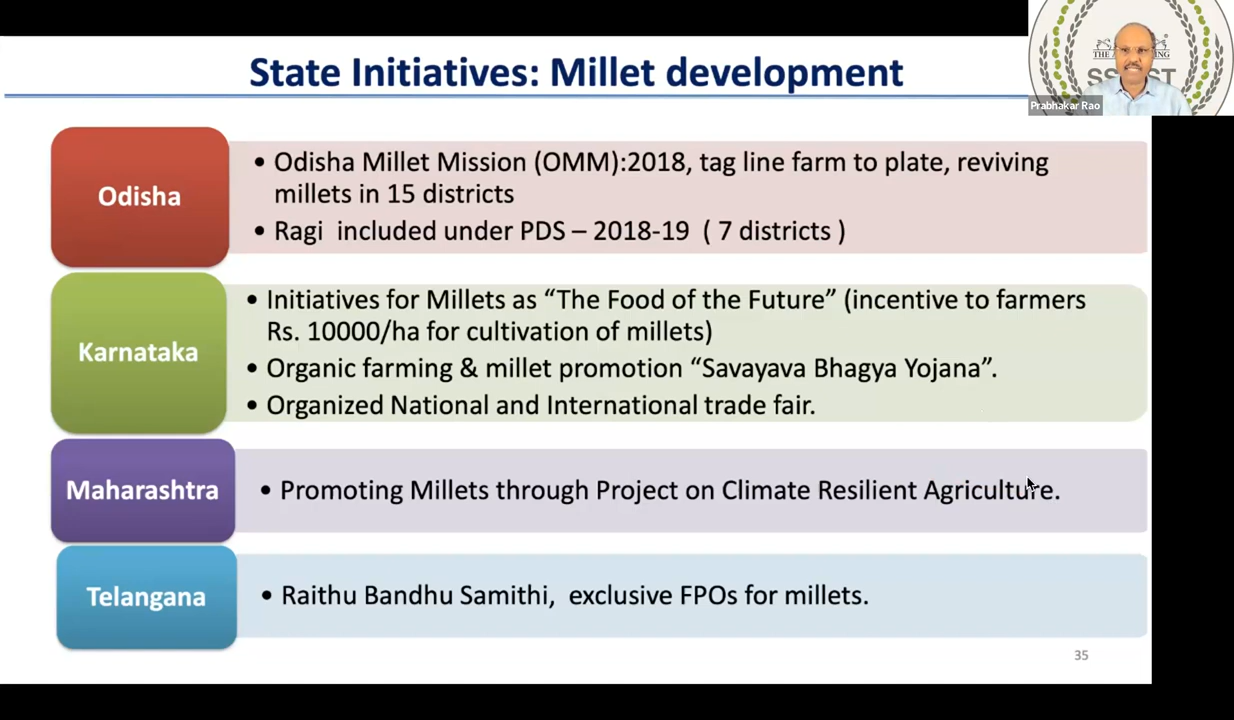 State Initiatives: Millet development
THE
NG
Prabhakar Rao
Odisha
• Odisha Millet Mission (OMM):2018, tag line farm to plate, reviving
millets in 15 districts
• Ragi included under PDS – 2018-19 ( 7 districts )
Karnataka
• Initiatives for Millets as “The Food of the Future” (incentive to farmers
Rs. 10000/ha for cultivation of millets)
• Organic farming & millet promotion “Savayava Bhagya Yojana”.
• Organized National and International trade fair.
Maharashtra
• Promoting Millets through Project on Climate Resilient Agriculture.
Telangana
• Raithu Bandhu Samithi, exclusive FPOs for millets.
35